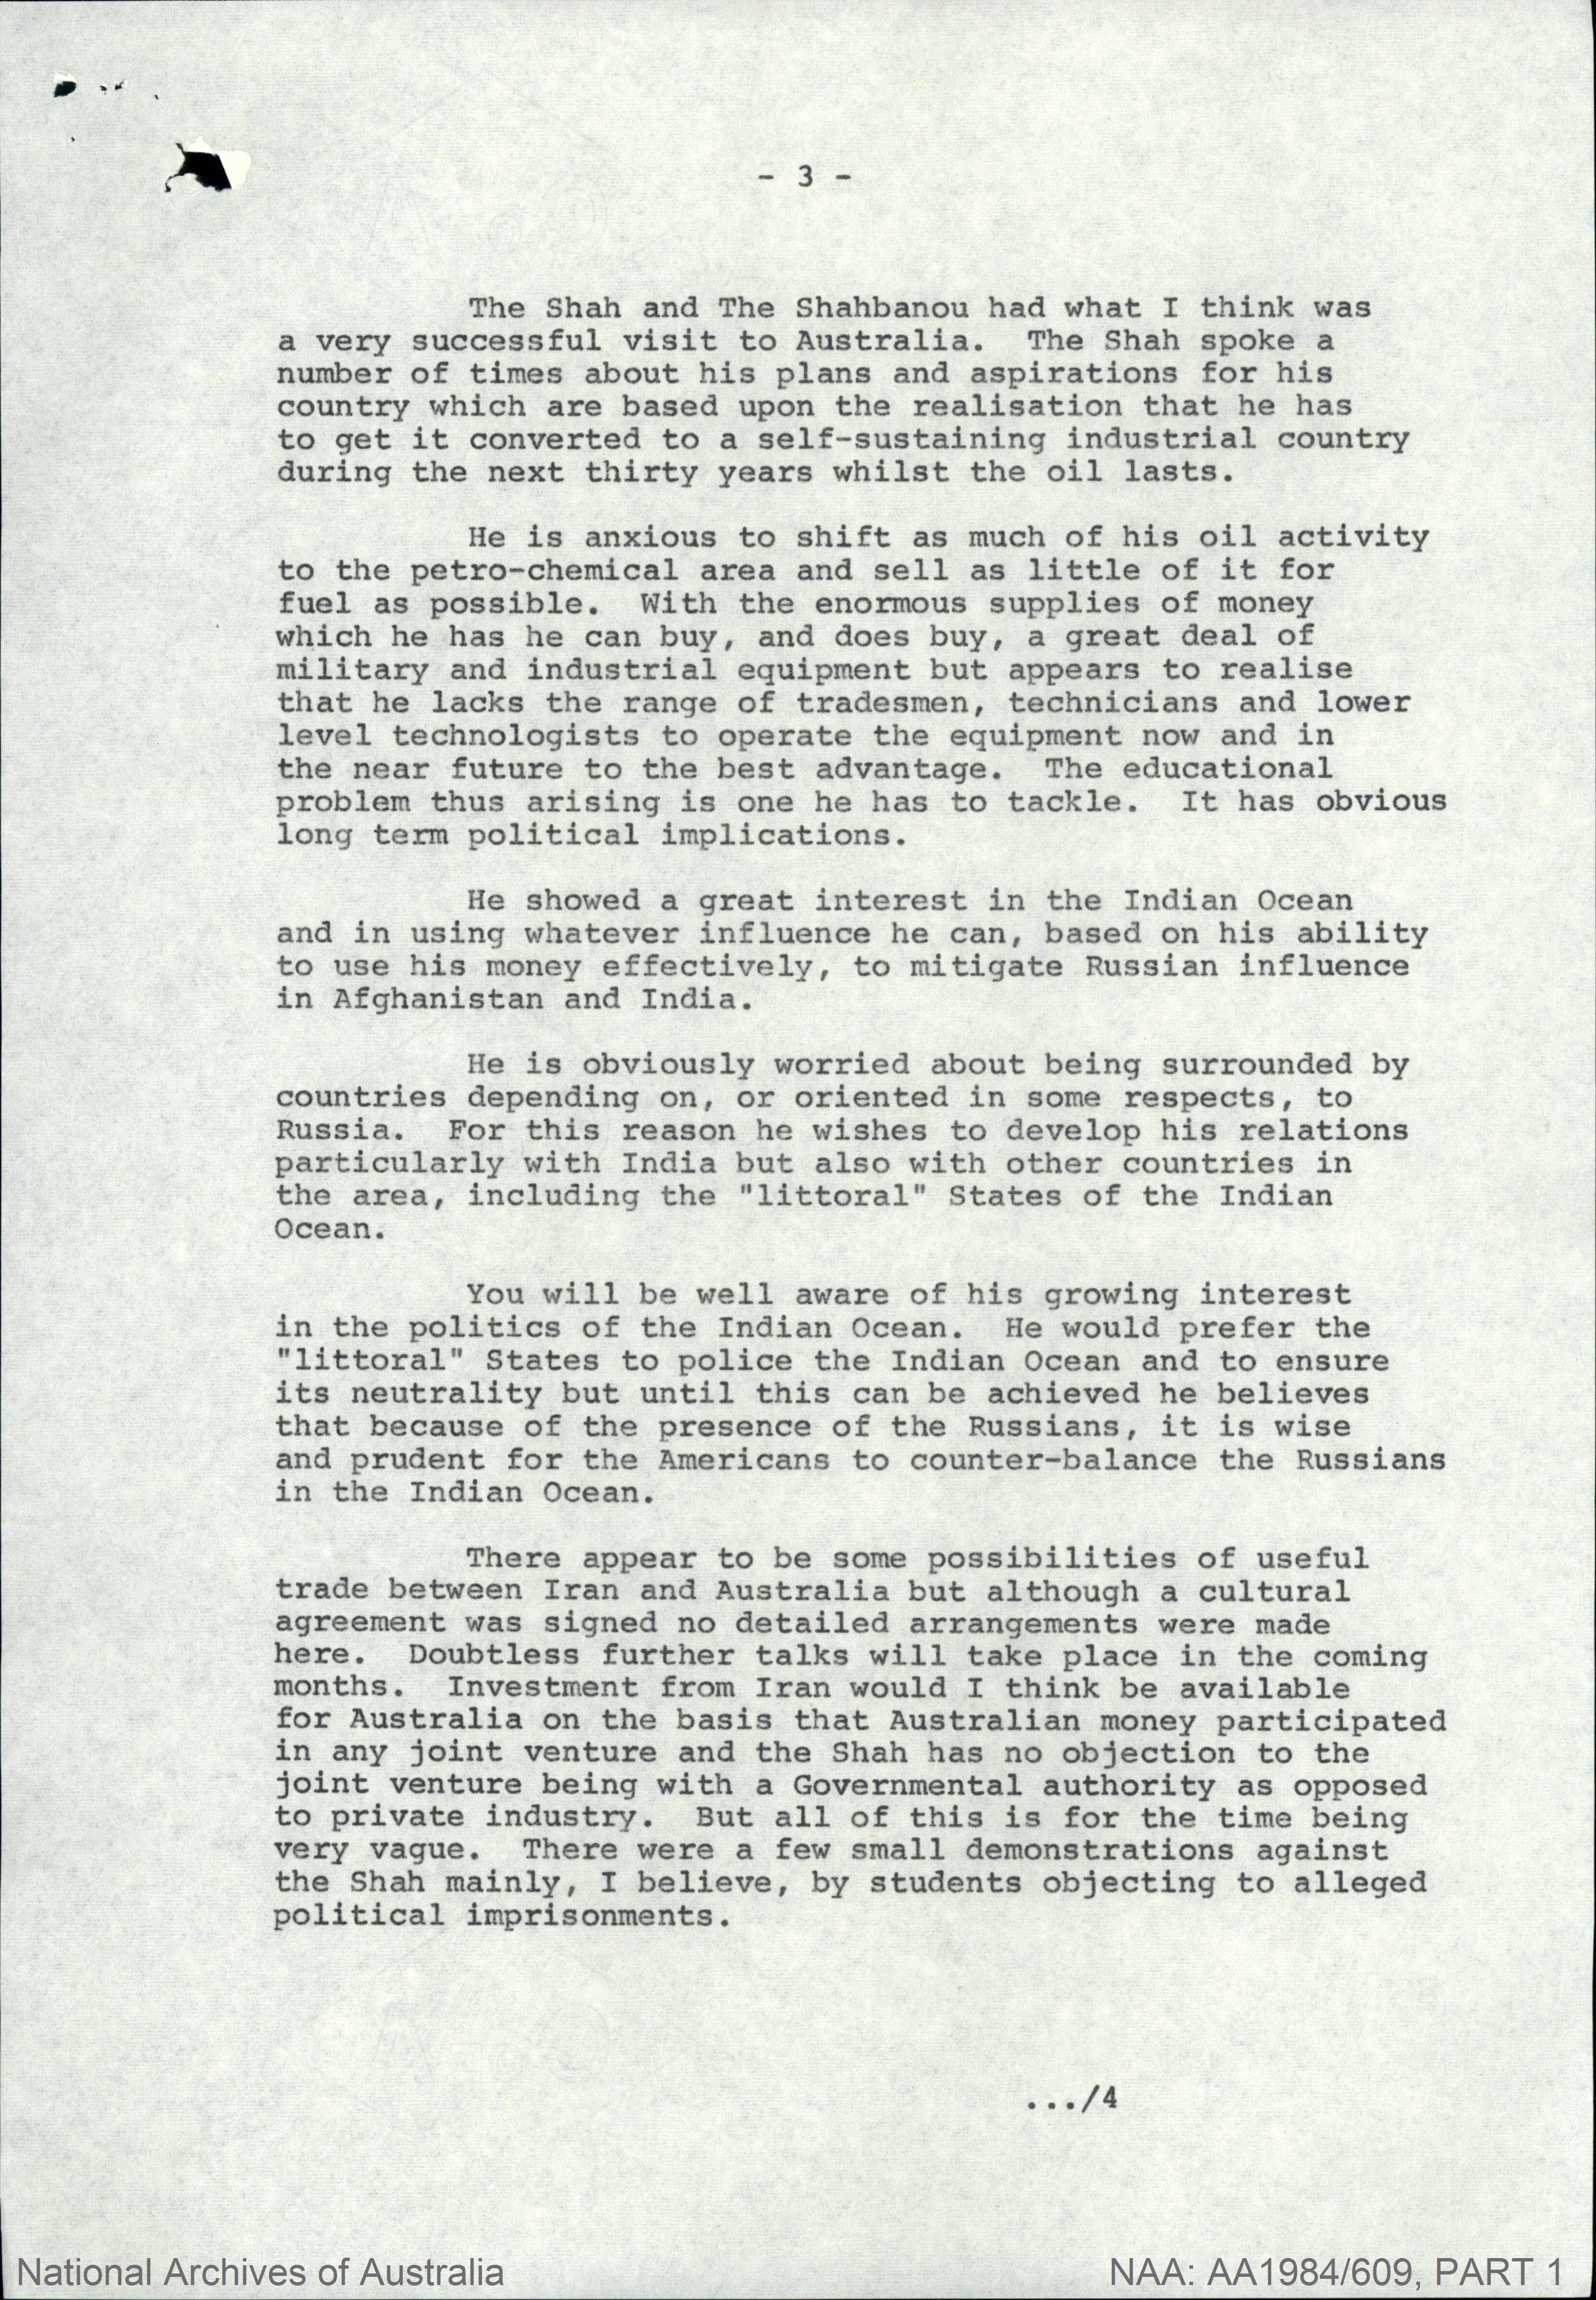 - 3 -
The Shah and The Shahbanou had what I think was
a very successful visit to Australia. The Shah spoke a
number of times about his plans and aspirations for his
country which are based upon the realisation that he has
to get it converted to a self-sustaining industrial country
during the next thirty years whilst the oil lasts.
He is anxious to shift as much of his oil activity
to the petro-chemical area and sell as little of it for
fuel as possible. With the enormous supplies of money
which he has he can buy, and does buy, a great deal of
military and industrial equipment but appears to realise
that he lacks the range of tradesmen, technicians and lower
level technologists to operate the equipment now and in
the near future to the best advantage. The educational
problem thus arising is one he has to tackle. It has obvious
long term political implications.
He showed a great interest in the Indian Ocean
and in using whatever influence he can, based on his ability
to use his money effectively, to mitigate Russian influence
in Afghanistan and India.
He is obviously worried about being surrounded by
countries depending on, or oriented in some respects, to
Russia. For this reason he wishes to develop his relations
particularly with India but also with other countries in
the area, including the "littoral" States of the Indian
Ocean.
You will be well aware of his growing interest
in the politics of the Indian Ocean. He would prefer the
"littoral" States to police the Indian Ocean and to ensure
its neutrality but until this can be achieved he believes
that because of the presence of the Russians, it is wise
and prudent for the Americans to counter-balance the Russians
in the Indian Ocean.
There appear to be some possibilities of useful
trade between Iran and Australia but although a cultural
agreement was signed no detailed arrangements were made
here. Doubtless further talks will take place in the coming
months. Investment from Iran would I think be available
for Australia on the basis that Australian money participated
in any joint venture and the Shah has no objection to the
joint venture being with a Governmental authority as opposed
to private industry. But all of this is for the time being
very vague. There were a few small demonstrations against
the Shah mainly, I believe, by students objecting to alleged
political imprisonments.
.../4
National Archives of Australia
NAA: AA1984/609, PART 1